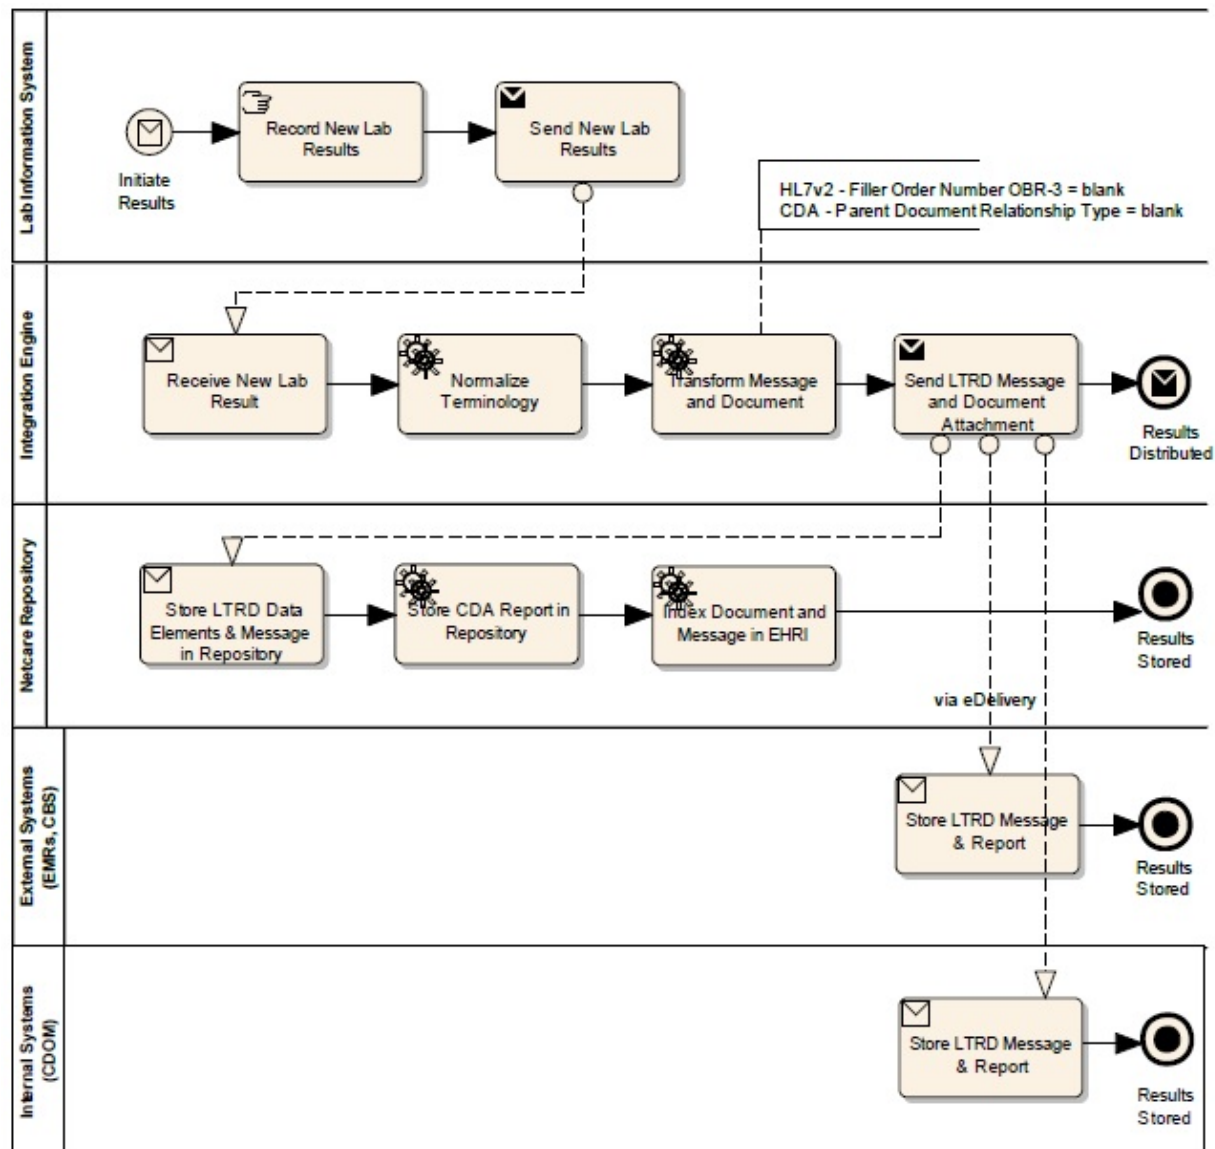 Lab Information System
Initiate
Results
Record New Lab
Results
Send New Lab
Results
HL7v2 - Filler Order Number OBR-3 = blank
CDA - Parent Document Relationship Type = blank
Integration Engine
Receive New Lab
Result
Normalize
Terminology
Transform Message
and Document
Send LTRD Message
and Document
Attachment
Results
Distributed
Netcare Repository
Store LTRD Data
Elements & Message
in Repository
Store CDA Report in
Repository
Index Document and
Message in EHRI
Results
Stored
via eDelivery
External Systems
(EMRs, CBS)
Store LTRD Message
& Report
Results
Stored
Internal Systems
(CDOM)
Store LTRD Message
& Report
Results
Stored